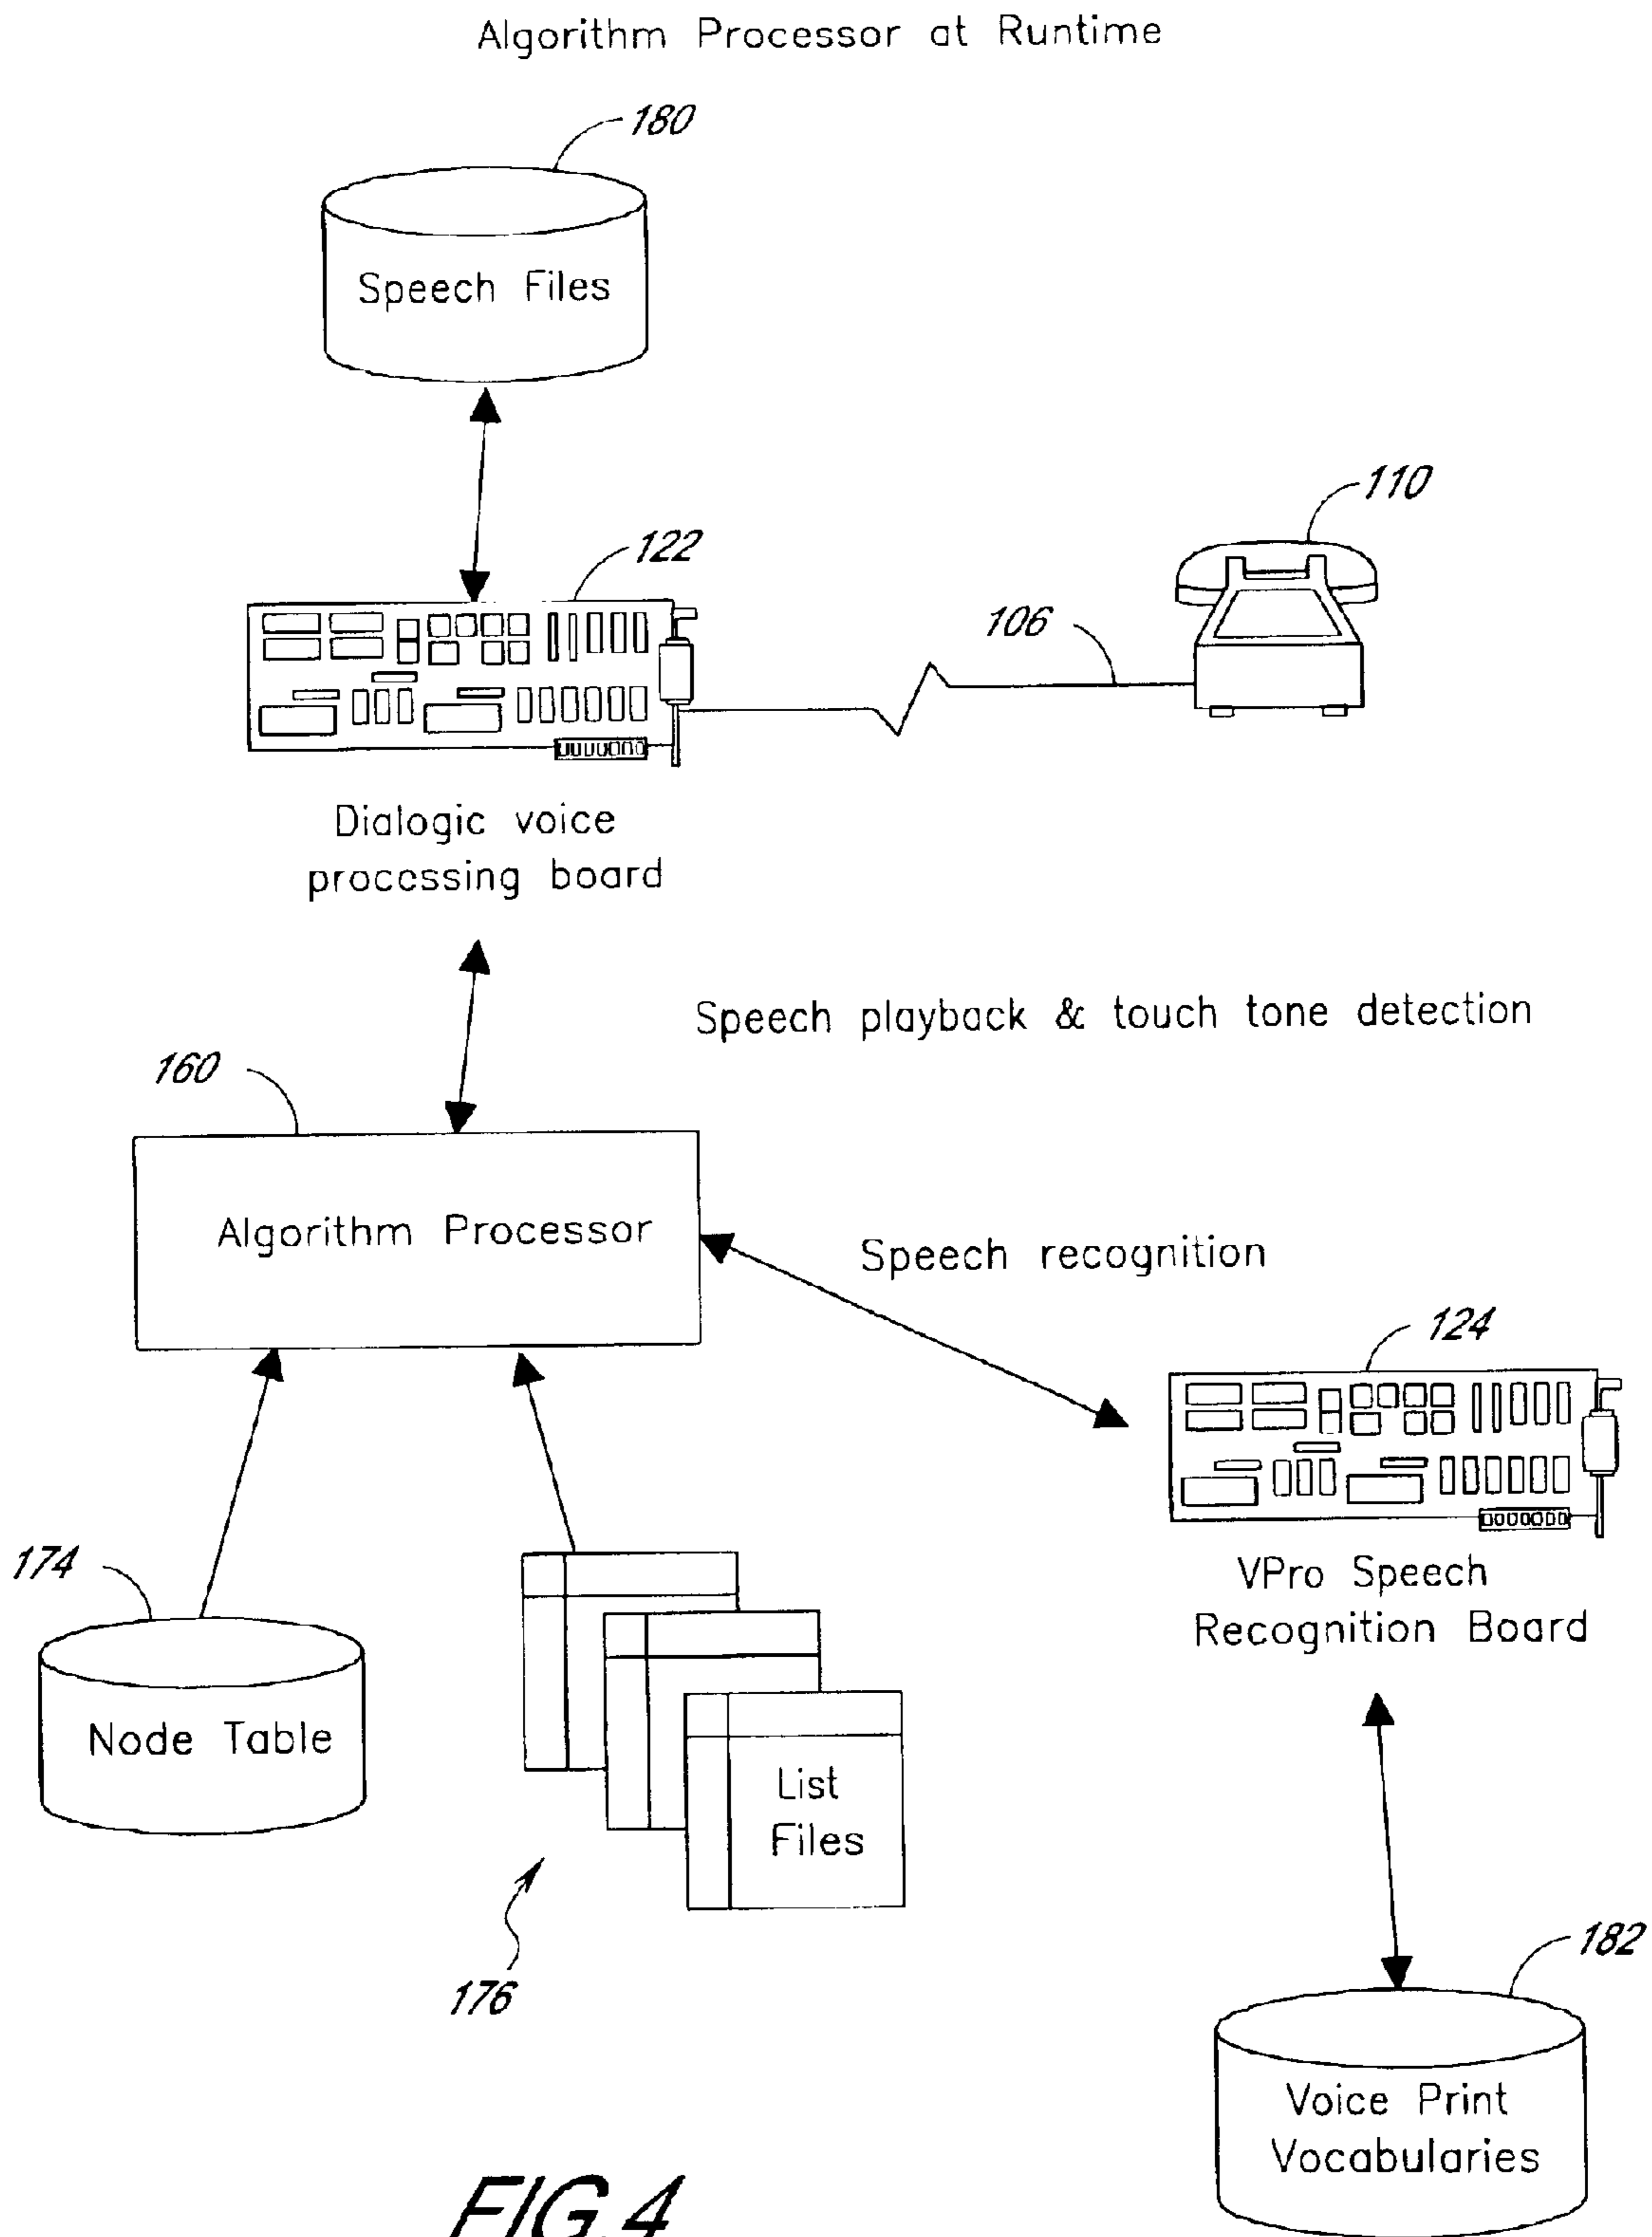 Algorithm Processor at Runtime
180
Speech Files
110
122
106
Dialogic voice
processing board
Speech playback & touch tone detection
160
Algorithm Processor
Speech recognition
124
174
VPro Speech
Recognition Board
Node Table
List
Files
176
182
Voice Print
Vocabularies
FIG.4